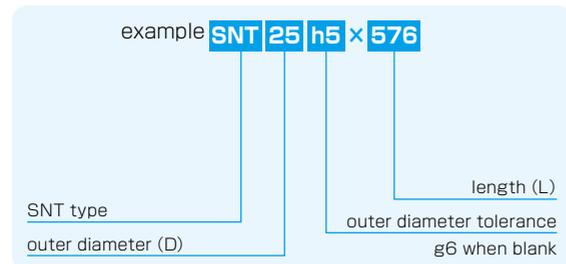 example SNT 25 h5 × 576
length (L)
SNT type
outer diameter tolerance
outer diameter (D)
g6 when blank